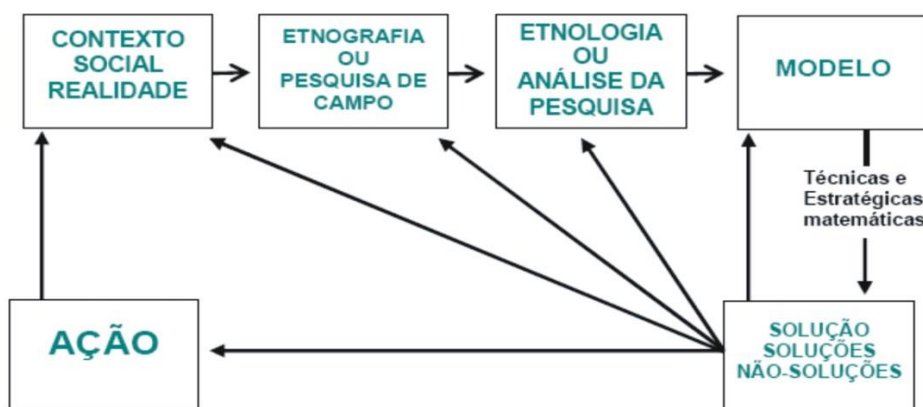 CONTEXTO
SOCIAL
REALIDADE
ETNOGRAFIA
OU
PESQUISA DE
CAMPO
ETNOLOGIA
OU
ANÁLISE DA
PESQUISA
MODELO
Técnicas e
Estratégicas
matemáticas
AÇÃO
SOLUÇÃO
SOLUÇÕES
NÃO-SOLUÇÕES